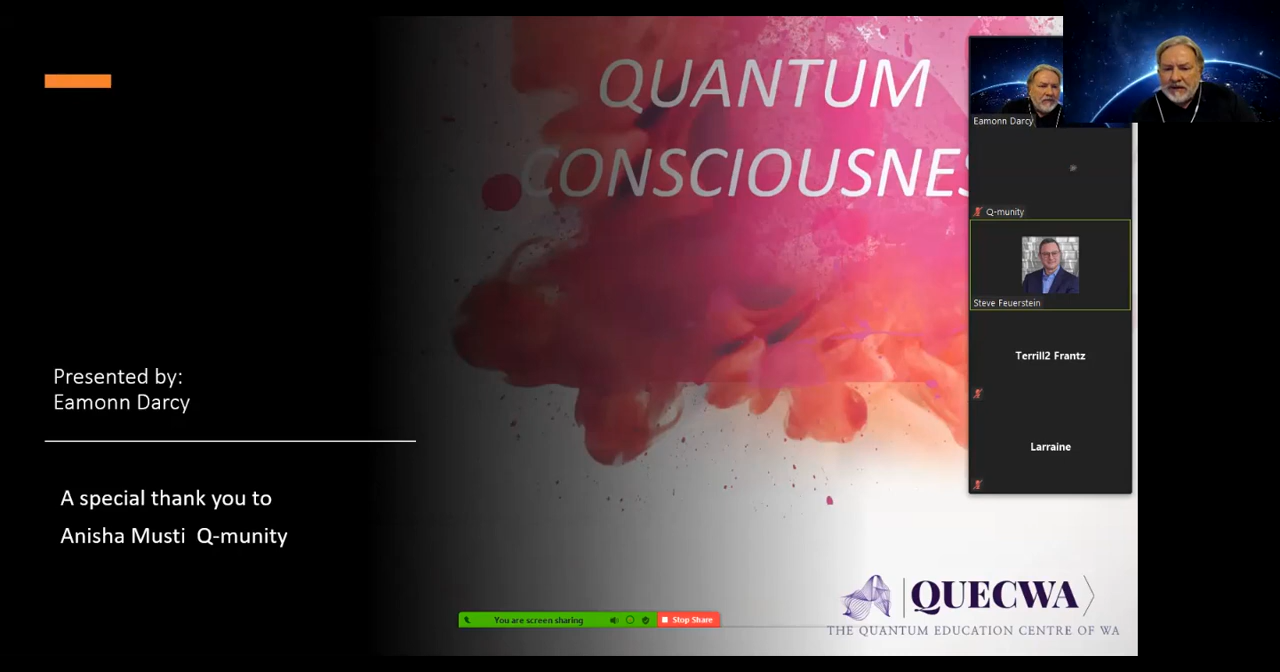 QUANTUM
CONSCIOUSNES
Presented by:
Eamonn Darcy
A special thank you to
Anisha Musti Q-munity
Eamonn Darcy
Q-munity
Steve Feuerstein
Terrill2 Frantz
Larraine
You are screen sharing
Stop Share
QUECWA
THE QUANTUM EDUCATION CENTRE OF WA